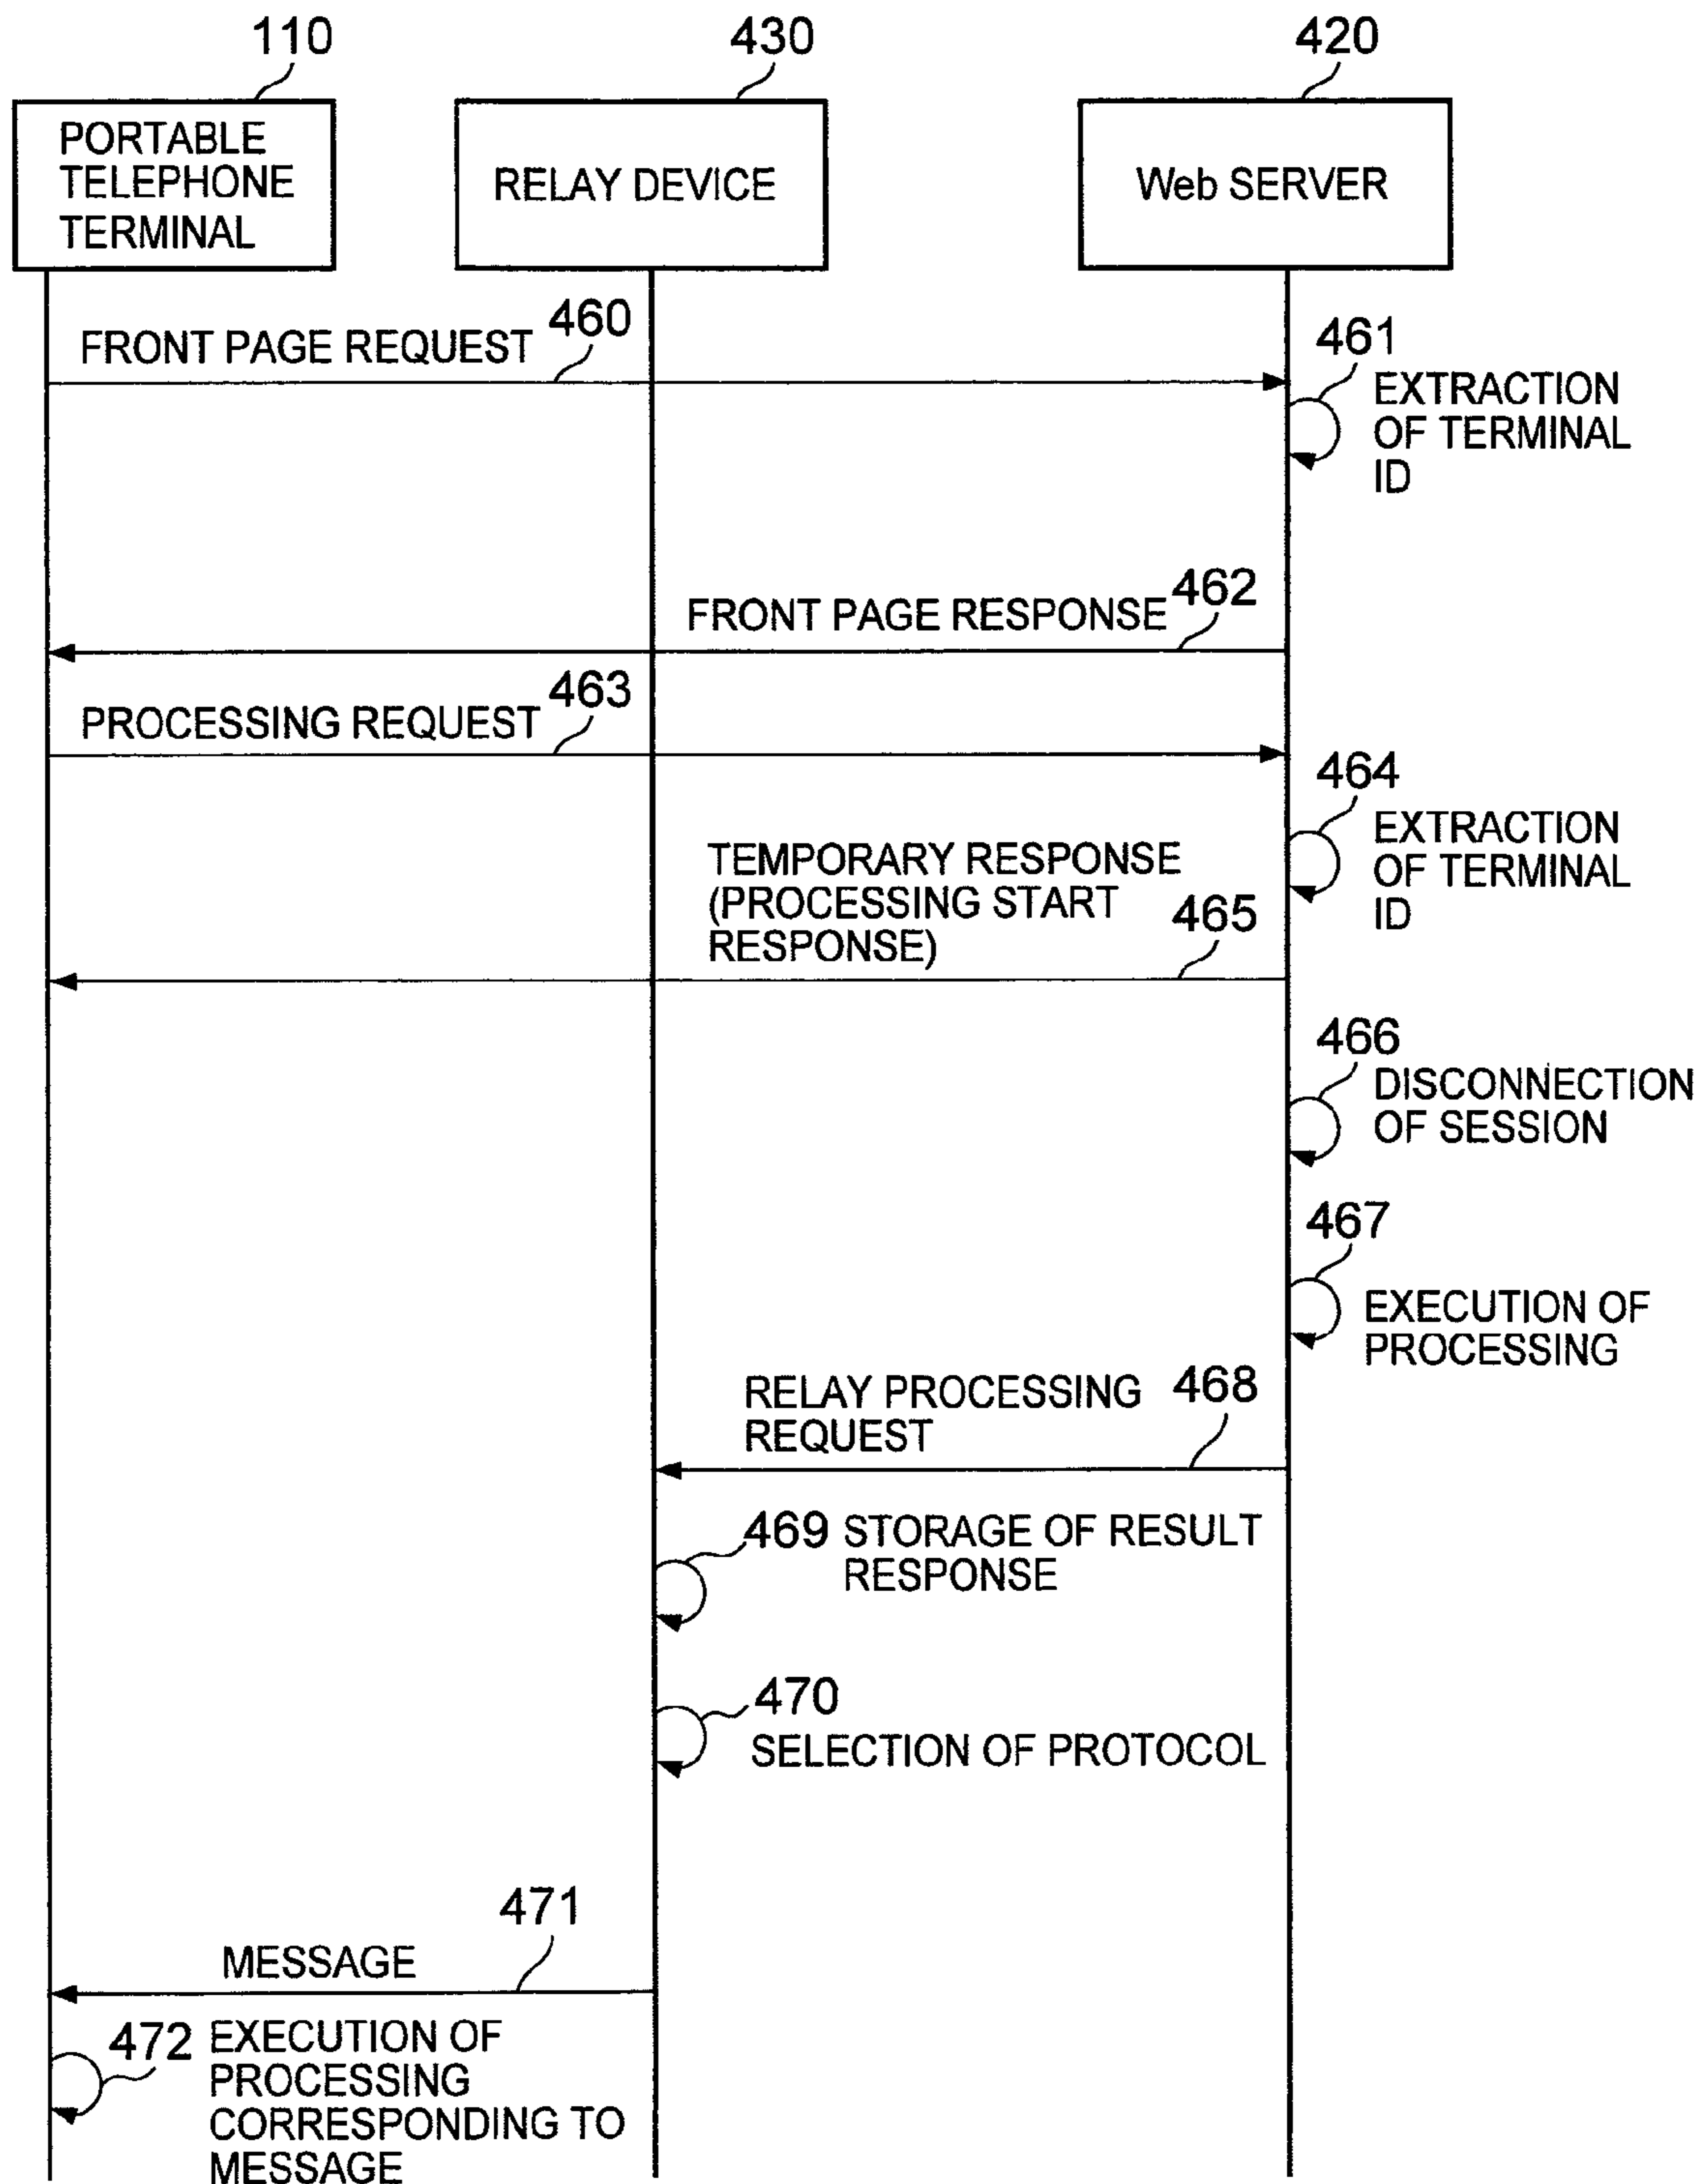 110
430
420
PORTABLE
TELEPHONE
TERMINAL
RELAY DEVICE
Web SERVER
FRONT PAGE REQUEST
460
461
EXTRACTION
OF TERMINAL
ID
FRONT PAGE RESPONSE
462
PROCESSING REQUEST
463
464
EXTRACTION
OF TERMINAL
ID
TEMPORARY RESPONSE
(PROCESSING START
RESPONSE)
465
466
DISCONNECTION
OF SESSION
467
EXECUTION OF
PROCESSING
RELAY PROCESSING
REQUEST
468
469
STORAGE OF RESULT
RESPONSE
470
SELECTION OF PROTOCOL
471
MESSAGE
472
EXECUTION OF
PROCESSING
CORRESPONDING TO
MESSAGE